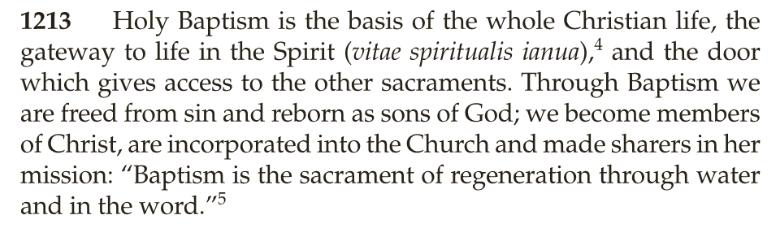 1213 Holy Baptism is the basis of the whole Christian life, the
gateway to life in the Spirit (vitae spiritualis ianua),⁴ and the door
which gives access to the other sacraments. Through Baptism we
are freed from sin and reborn as sons of God; we become members
of Christ, are incorporated into the Church and made sharers in her
mission: “Baptism is the sacrament of regeneration through water
and in the word.”⁵